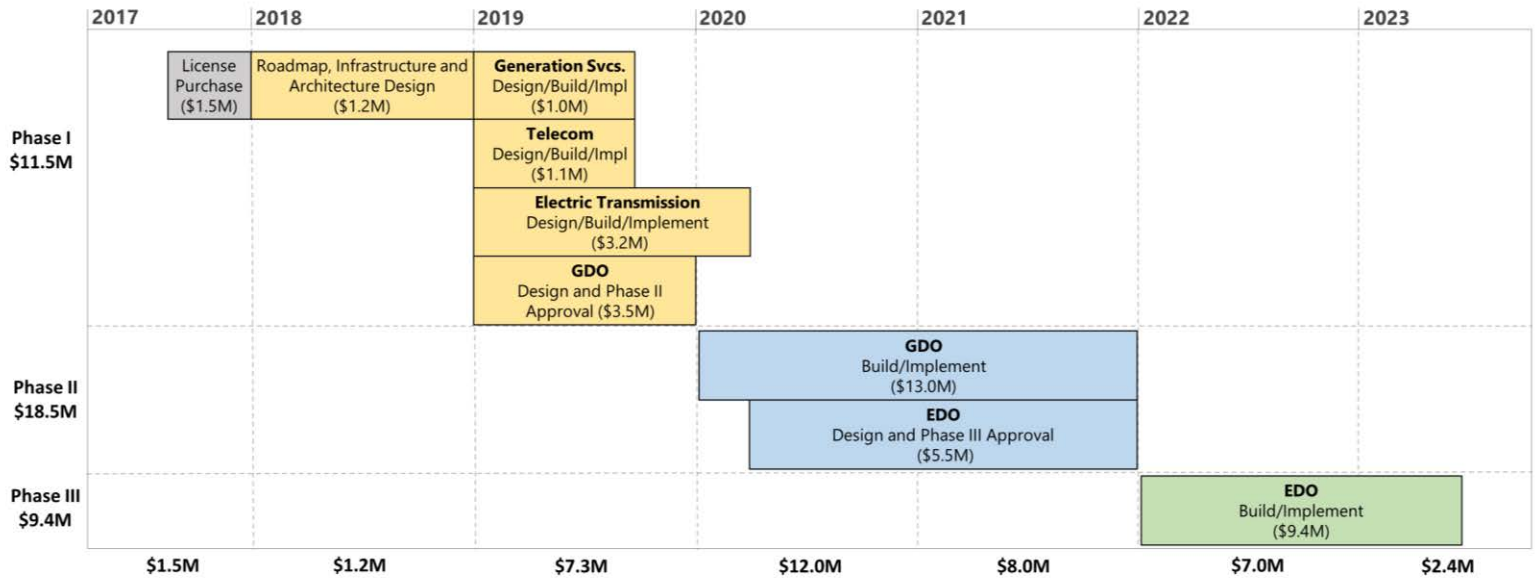 2017 2018 2019 2020 2021 2022 2023
Phase I
$11.5M
License
Purchase
($1.5M)
Roadmap, Infrastructure and
Architecture Design
($1.2M)
Generation Svcs.
Design/Build/Impl
($1.0M)
Telecom
Design/Build/Impl
($1.1M)
Electric Transmission
Design/Build/Implement
($3.2M)
GDO
Design and Phase II
Approval ($3.5M)
Phase II
$18.5M
GDO
Build/Implement
($13.0M)
EDO
Design and Phase III Approval
($5.5M)
Phase III
$9.4M
EDO
Build/Implement
($9.4M)
$1.5M $1.2M $7.3M $12.0M $8.0M $7.0M $2.4M